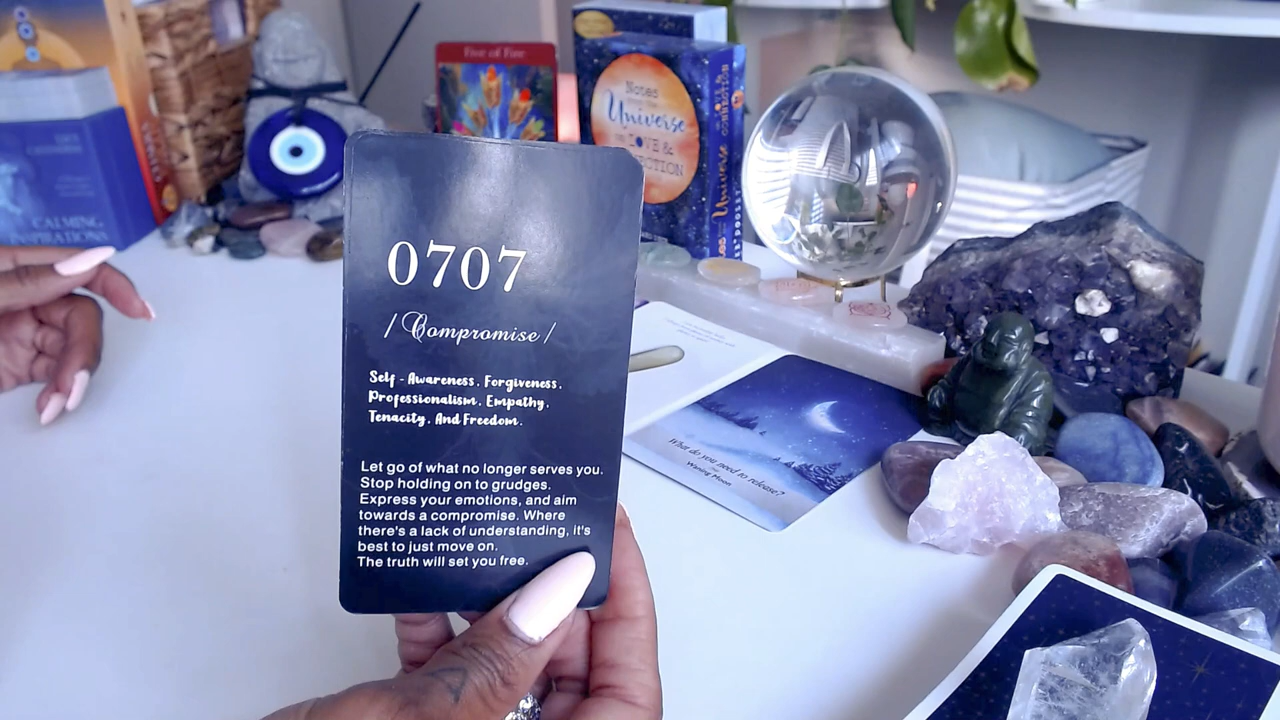 Five of Fire
Notes
Universe
LOVE &
CALMING
INSPIRATIONS
0707
/Compromise/
Self-Awareness, Forgiveness,
Professionalism, Empathy,
Tenacity, And Freedom.
Let go of what no longer serves you.
Stop holding on to grudges.
Express your emotions, and aim
towards a compromise. Where
there's a lack of understanding, it's
best to just move on.
The truth will set you free.
What do you need to release?
Waning Moon